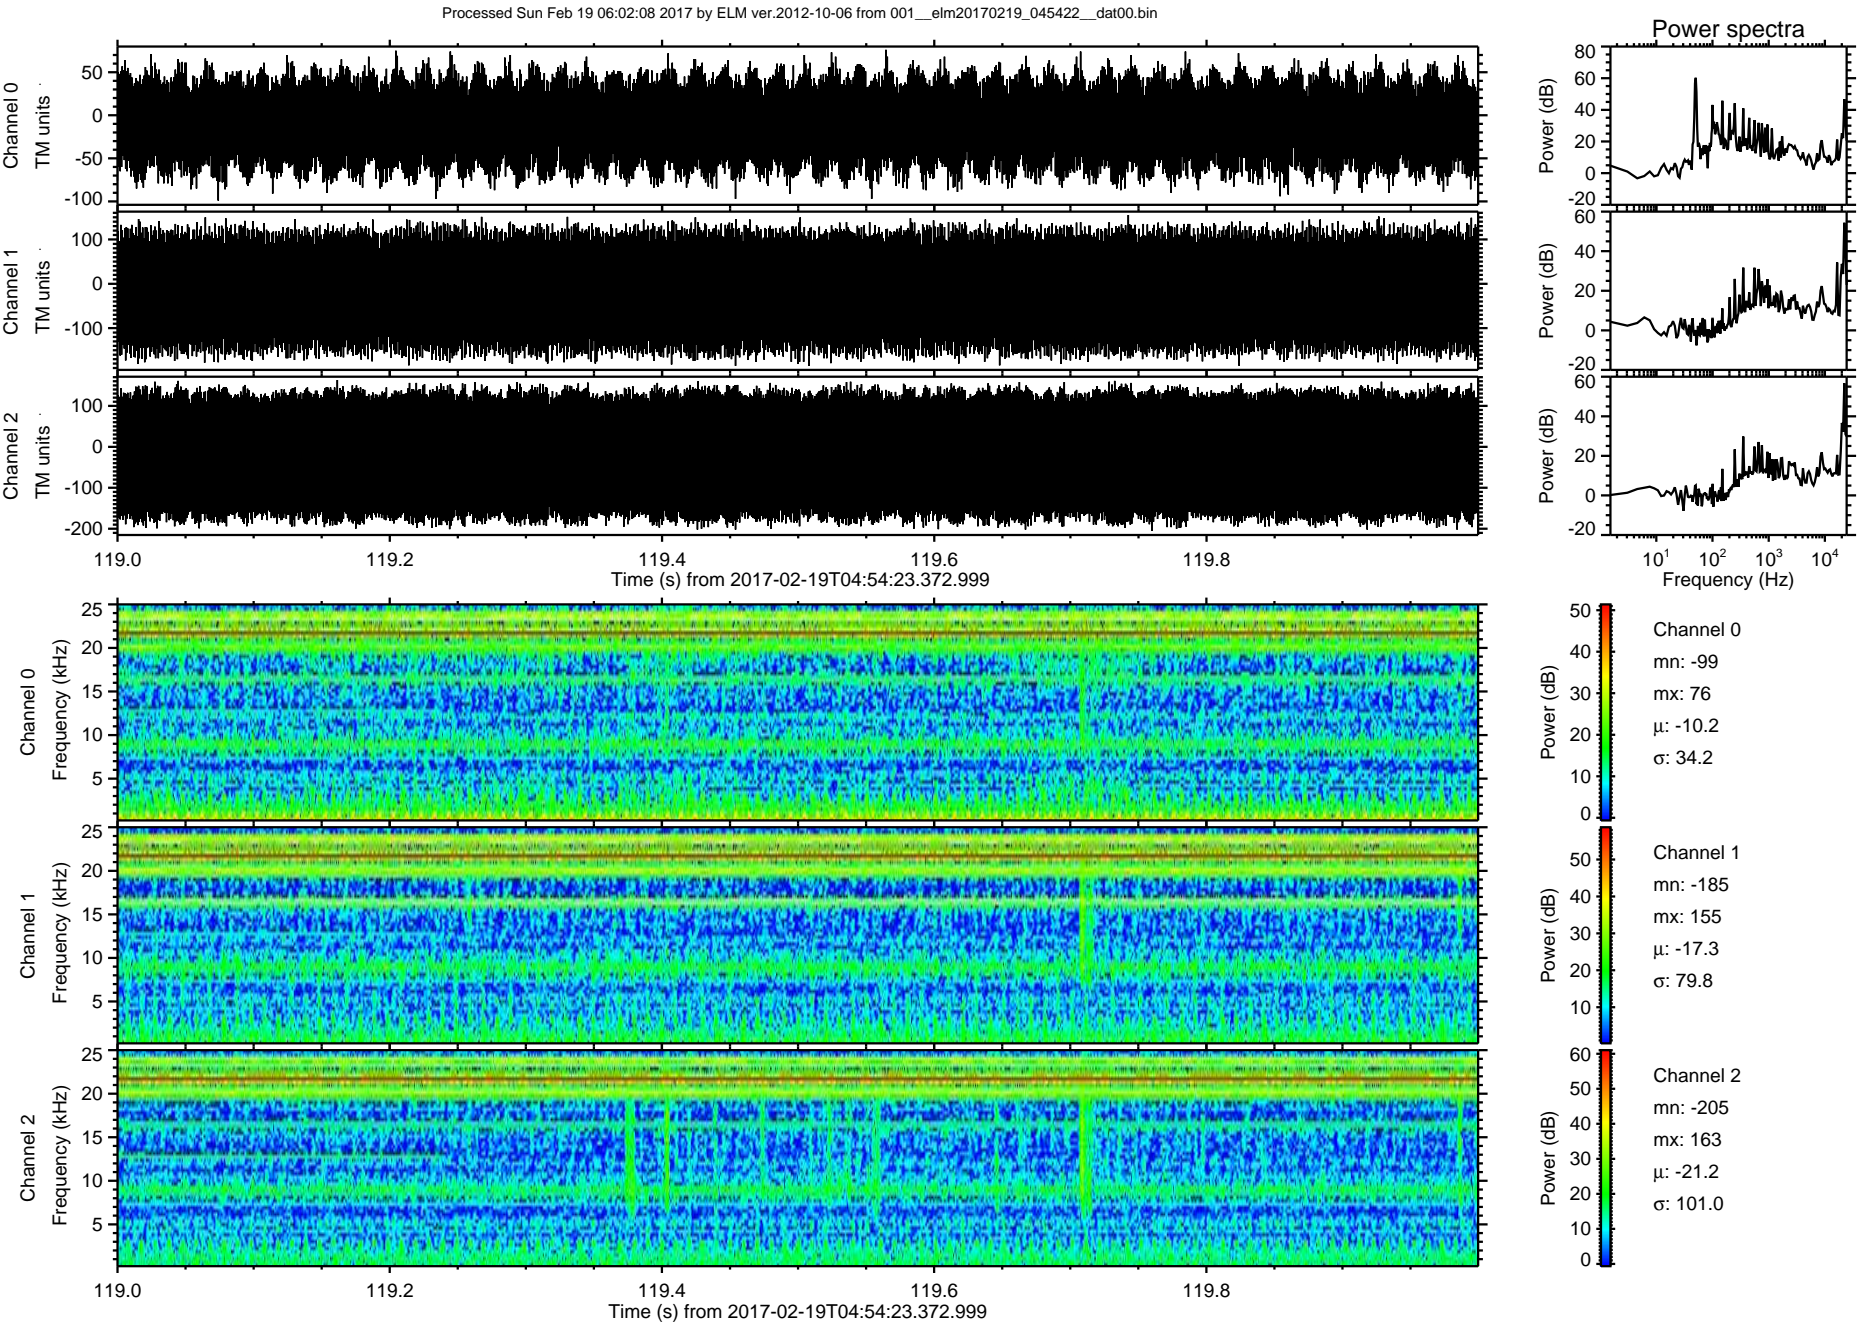 Processed Sun Feb 19 06:02:08 2017 by ELM ver.2012-10-06 from 001__elm20170219_045422__dat00.bin
Power spectra
Channel 0
TM units
50
0
-50
-100
Power (dB)
80
60
40
20
0
-20
Channel 1
TM units
100
0
-100
Power (dB)
60
40
20
0
-20
Channel 2
TM units
100
0
-100
-200
Power (dB)
60
40
20
0
-20
119.0 119.2 119.4 119.6 119.8
Time (s) from 2017-02-19T04:54:23.372.999
10^1 10^2 10^3 10^4
Frequency (Hz)
Channel 0
Frequency (kHz)
25
20
15
10
5
Power (dB)
50
40
30
20
10
0
Channel 0
mn: -99
mx: 76
μ: -10.2
σ: 34.2
Channel 1
Frequency (kHz)
25
20
15
10
5
Power (dB)
50
40
30
20
10
Channel 1
mn: -185
mx: 155
μ: -17.3
σ: 79.8
Channel 2
Frequency (kHz)
25
20
15
10
5
Power (dB)
60
50
40
30
20
10
0
Channel 2
mn: -205
mx: 163
μ: -21.2
σ: 101.0
119.0 119.2 119.4 119.6 119.8
Time (s) from 2017-02-19T04:54:23.372.999